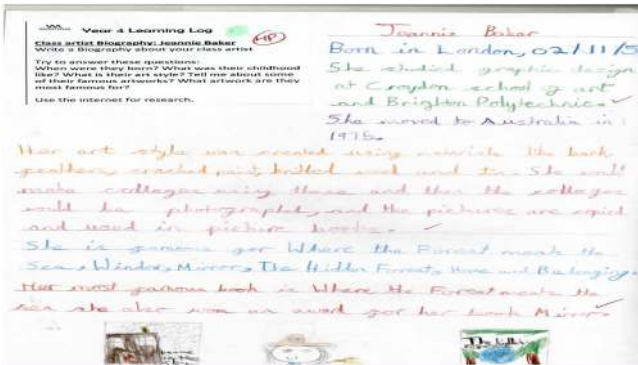 Year 4 Learning Log
HP
Class artist Biography: Jeannie Baker
Write a Biography about your class artist
Try to answer these questions:
When were they born? What was their childhood
like? What is their art style? Tell me about some
of their famous artworks? What artwork are they
most famous for?
Use the internet for research.
Jeannie Baker
Born in London, 02/11/5
She studied graphic design
at Croydon school of art
and Brighton Polytechnic.
She moved to Australia in
1975.
Her art style was created using materials like bark
feathers, cracked paint, knitted wool and She
make collages using these and then the collages
be photographed, and the pictures are copied
and used in picture books.
She is famous for Where the Forest meets the
Sea, Window, Mirror, The Hidden Forest, Home and Belonging.
Her most famous book is Where the Forest meets the
sea she also won an award for her book Mirror.
The